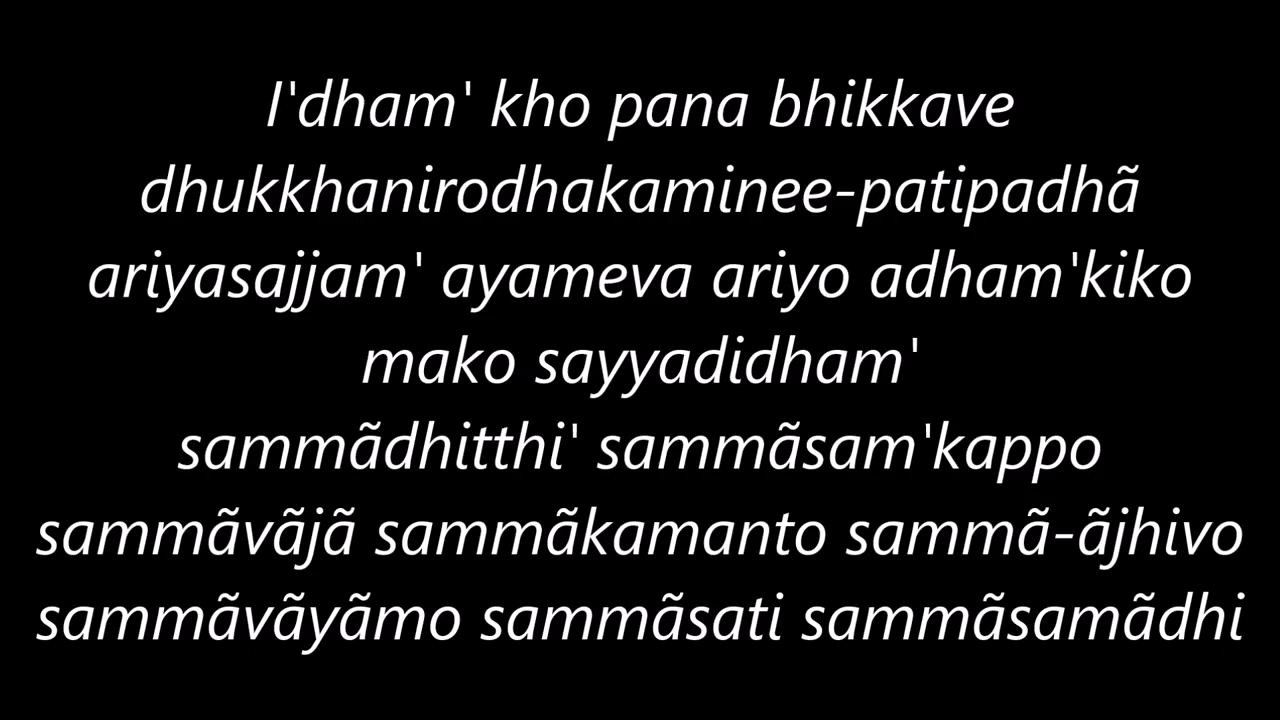 I'dham' kho pana bhikkave
dhukkhanirodhakaminee-patipadhã
ariyasajjam' ayameva ariyo adham'kiko
mako sayyadidham'
sammãdhitthi' sammãsam'kappo
sammãvãjã sammãkamanto sammã-ãjhivo
sammãvãyãmo sammãsati sammãsamãdhi